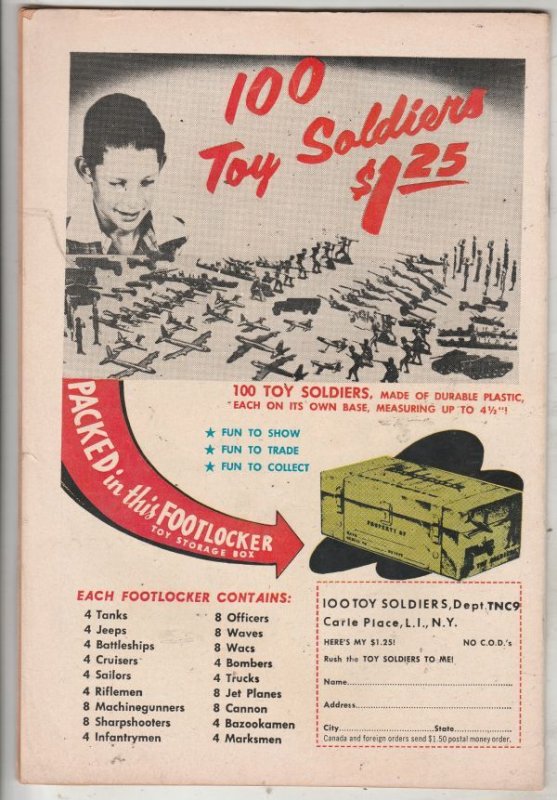 100
Toy Soldiers
$1.25
100 TOY SOLDIERS, MADE OF DURABLE PLASTIC,
EACH ON ITS OWN BASE, MEASURING UP TO 4½"!
★ FUN TO SHOW
★ FUN TO TRADE
★ FUN TO COLLECT
PACKED in this FOOTLOCKER
TOY STORAGE BOX
PROPERTY OF
EACH FOOTLOCKER CONTAINS:
4 Tanks
4 Jeeps
4 Battleships
4 Cruisers
4 Sailors
4 Riflemen
8 Machinegunners
8 Sharpshooters
4 Infantrymen
8 Officers
8 Waves
8 Wacs
4 Bombers
4 Trucks
8 Jet Planes
8 Cannon
4 Bazookamen
4 Marksmen
100 TOY SOLDIERS, Dept. TNC9
Carle Place, L.I., N.Y.
HERE'S MY $1.25! NO C.O.D.'s
Rush the TOY SOLDIERS TO ME!
Name
Address
City State
Canada and foreign orders send $1.50 postal money order.